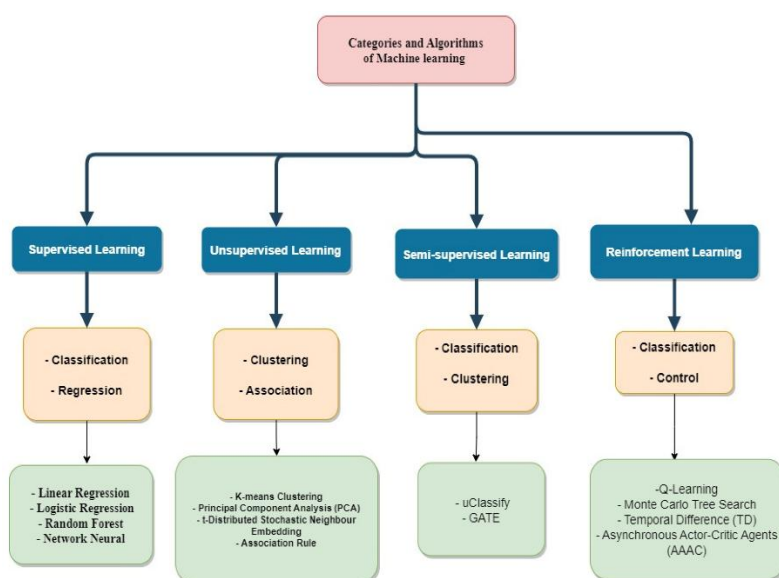 Categories and Algorithms
of Machine learning
Supervised Learning
Unsupervised Learning
Semi-supervised Learning
Reinforcement Learning
- Classification
- Regression
- Clustering
- Association
- Classification
- Clustering
- Classification
- Control
- Linear Regression
- Logistic Regression
- Random Forest
- Network Neural
- K-means Clustering
- Principal Component Analysis (PCA)
- t-Distributed Stochastic Neighbour
Embedding
- Association Rule
- uClassify
- GATE
-Q-Learning
- Monte Carlo Tree Search
- Temporal Difference (TD)
- Asynchronous Actor-Critic Agents
(AAAC)